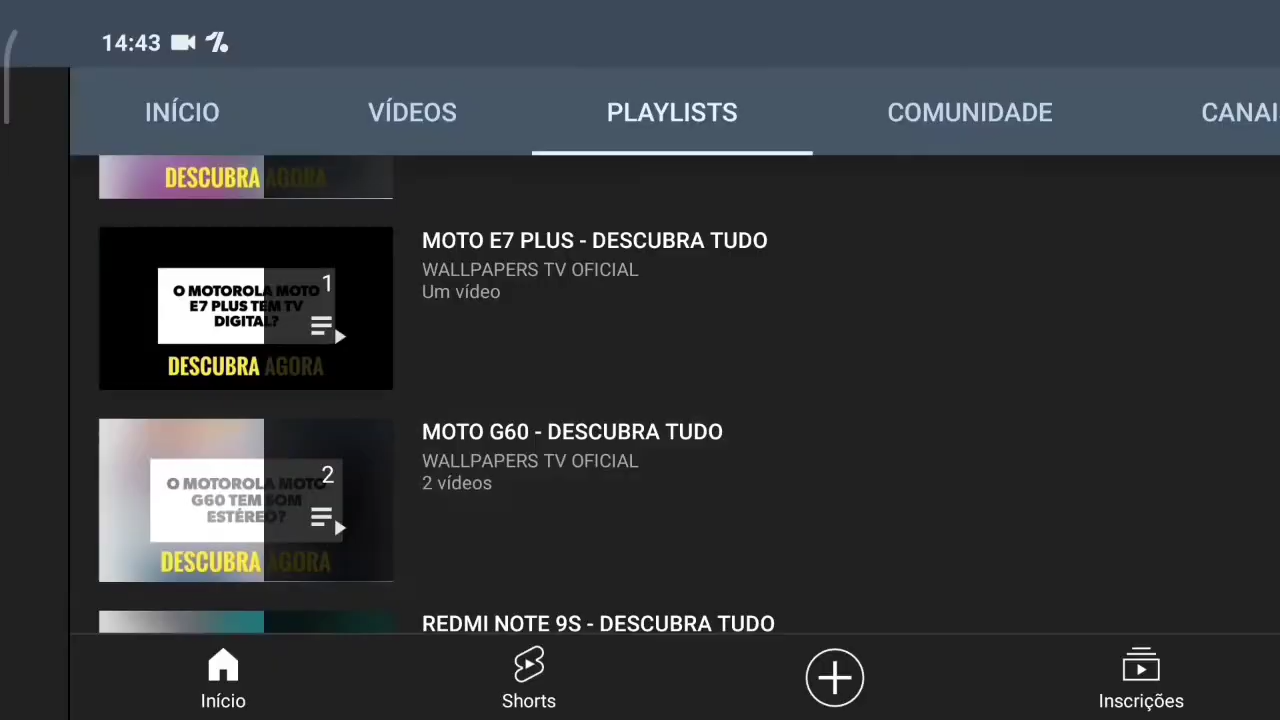 14:43
INÍCIO VÍDEOS PLAYLISTS COMUNIDADE CANAI
DESCUBRA AGORA
MOTO E7 PLUS - DESCUBRA TUDO
WALLPAPERS TV OFICIAL
Um vídeo
1
O MOTOROLA MOTO
E7 PLUS TEM TV
DIGITAL?
DESCUBRA AGORA
MOTO G60 - DESCUBRA TUDO
WALLPAPERS TV OFICIAL
2 vídeos
2
O MOTOROLA MOTO
G60 TEM SOM
ESTÉREO?
DESCUBRA AGORA
REDMI NOTE 9S - DESCUBRA TUDO
Início Shorts Inscrições